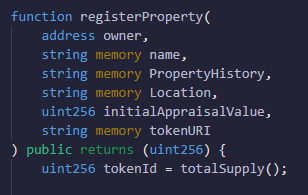 function registerProperty(
address owner,
string memory name,
string memory PropertyHistory,
string memory Location,
uint256 initialAppraisalValue,
string memory tokenURI
) public returns (uint256) {
uint256 tokenId = totalSupply();